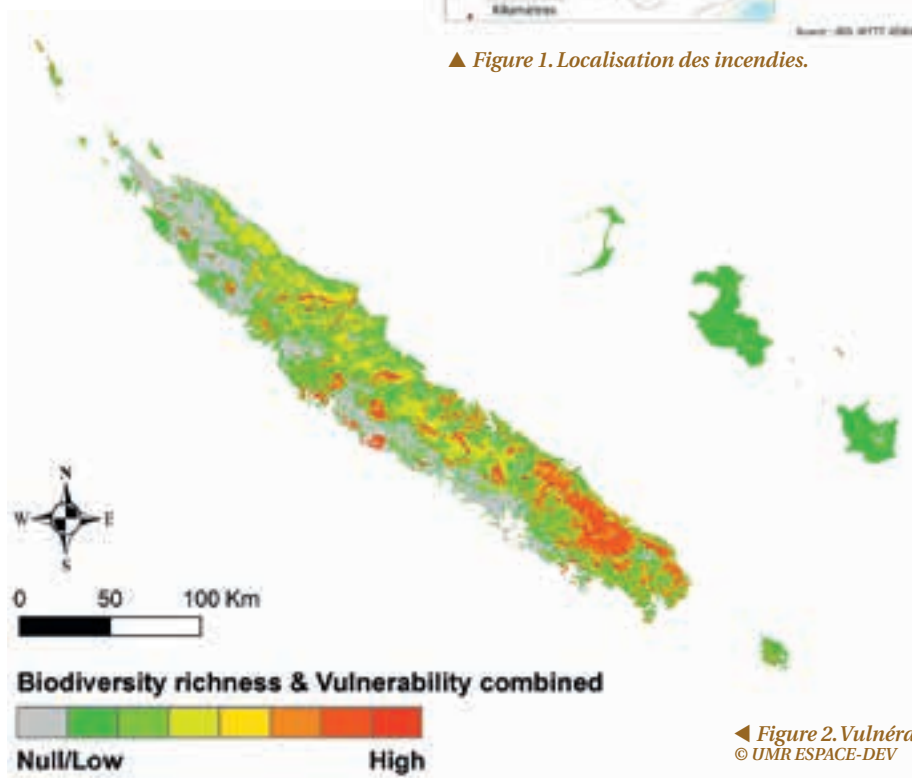 Kilomètres
▲ Figure 1. Localisation des incendies.
N
W E
S
0 50 100 Km
Biodiversity richness & Vulnerability combined
Null/Low High
◄ Figure 2. Vulnéra
© UMR ESPACE-DEV